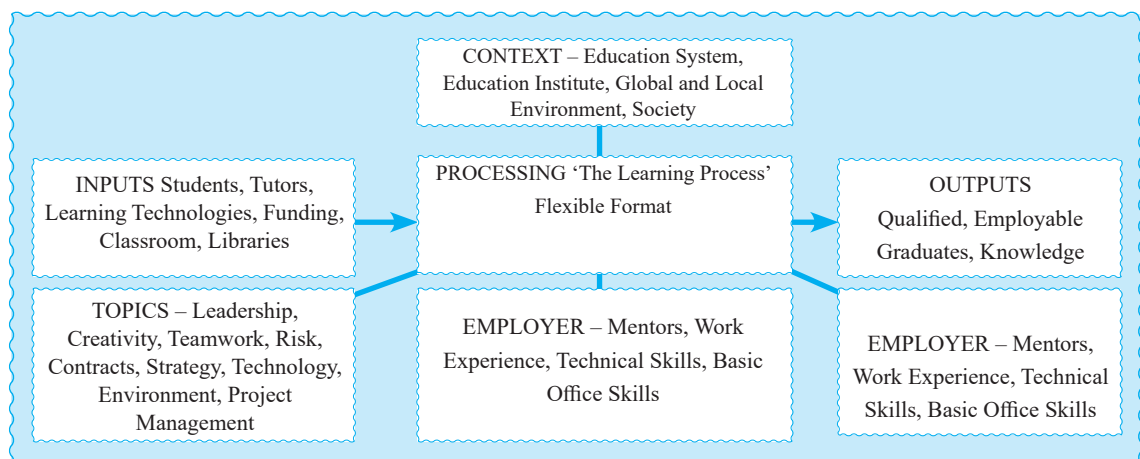 CONTEXT – Education System,
Education Institute, Global and Local
Environment, Society
INPUTS Students, Tutors,
Learning Technologies, Funding,
Classroom, Libraries
PROCESSING ‘The Learning Process’
Flexible Format
OUTPUTS
Qualified, Employable
Graduates, Knowledge
TOPICS – Leadership,
Creativity, Teamwork, Risk,
Contracts, Strategy, Technology,
Environment, Project
Management
EMPLOYER – Mentors, Work
Experience, Technical Skills, Basic
Office Skills
EMPLOYER – Mentors,
Work Experience, Technical
Skills, Basic Office Skills